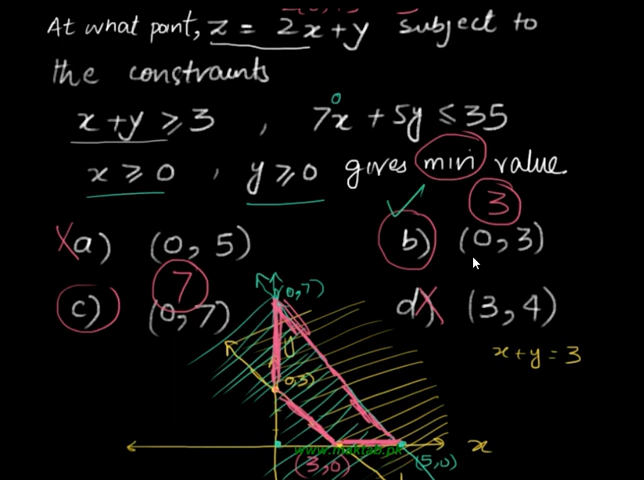 At what point, z = 2x + y subject to
the constraints
x + y ≥ 3 , 7x + 5y ≤ 35
0
x ≥ 0 , y ≥ 0 gives min value
3
a) (0, 5) b) (0, 3)
7
c) (0, 7) d) (3, 4)
(0,7)
y
x + y = 3
0,3)
x
www.maktab.pk
(3,0) (5,0)